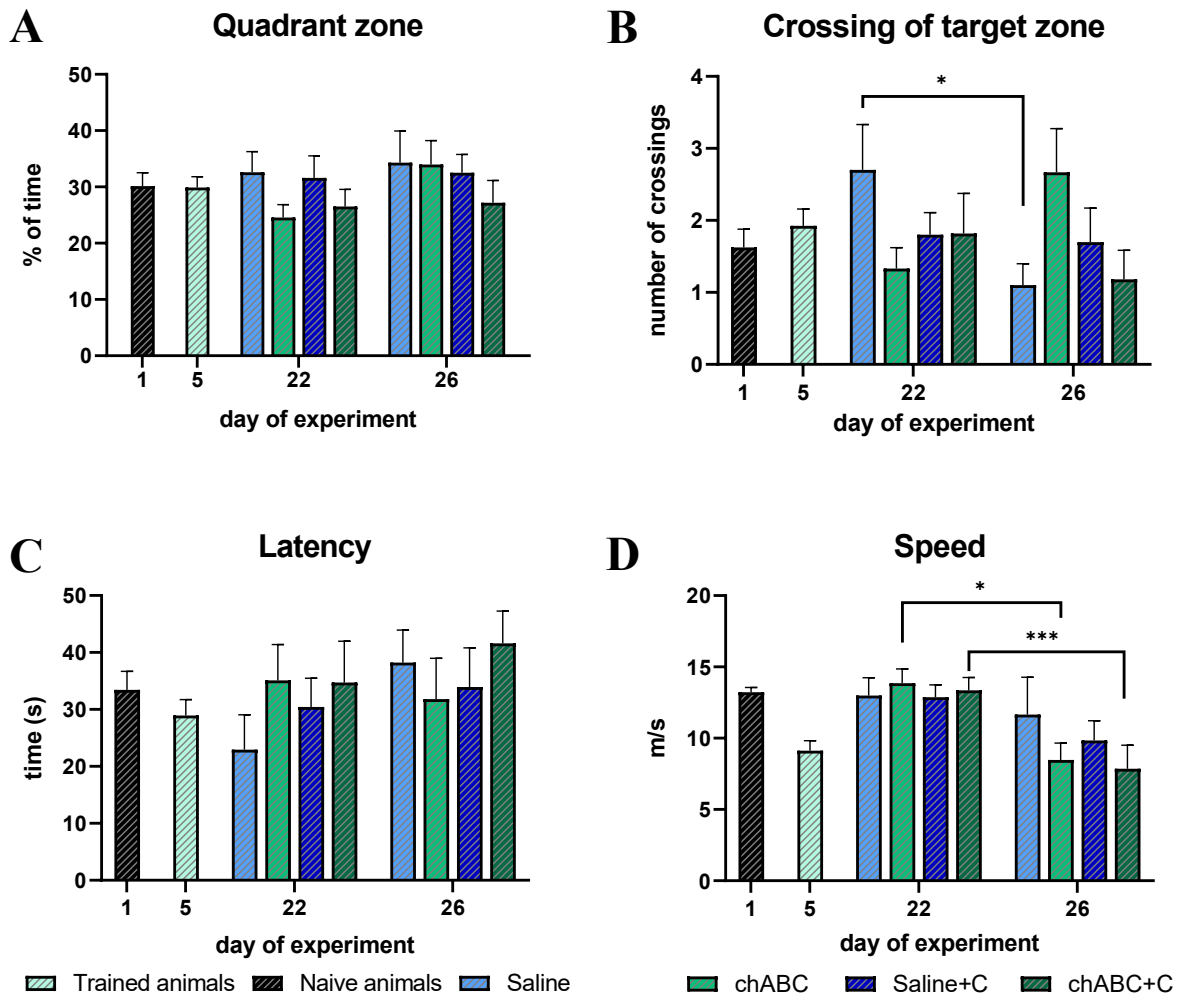 A
Quadrant zone
50
40
30
20
10
0
% of time
1 5 22 26
day of experiment
B
Crossing of target zone
4
3
2
1
0
number of crossings
*
1 5 22 26
day of experiment
C
Latency
50
40
30
20
10
0
time (s)
1 5 22 26
day of experiment
D
Speed
20
15
10
5
0
m/s
*
***
1 5 22 26
day of experiment
Trained animals Naive animals Saline chABC Saline+C chABC+C